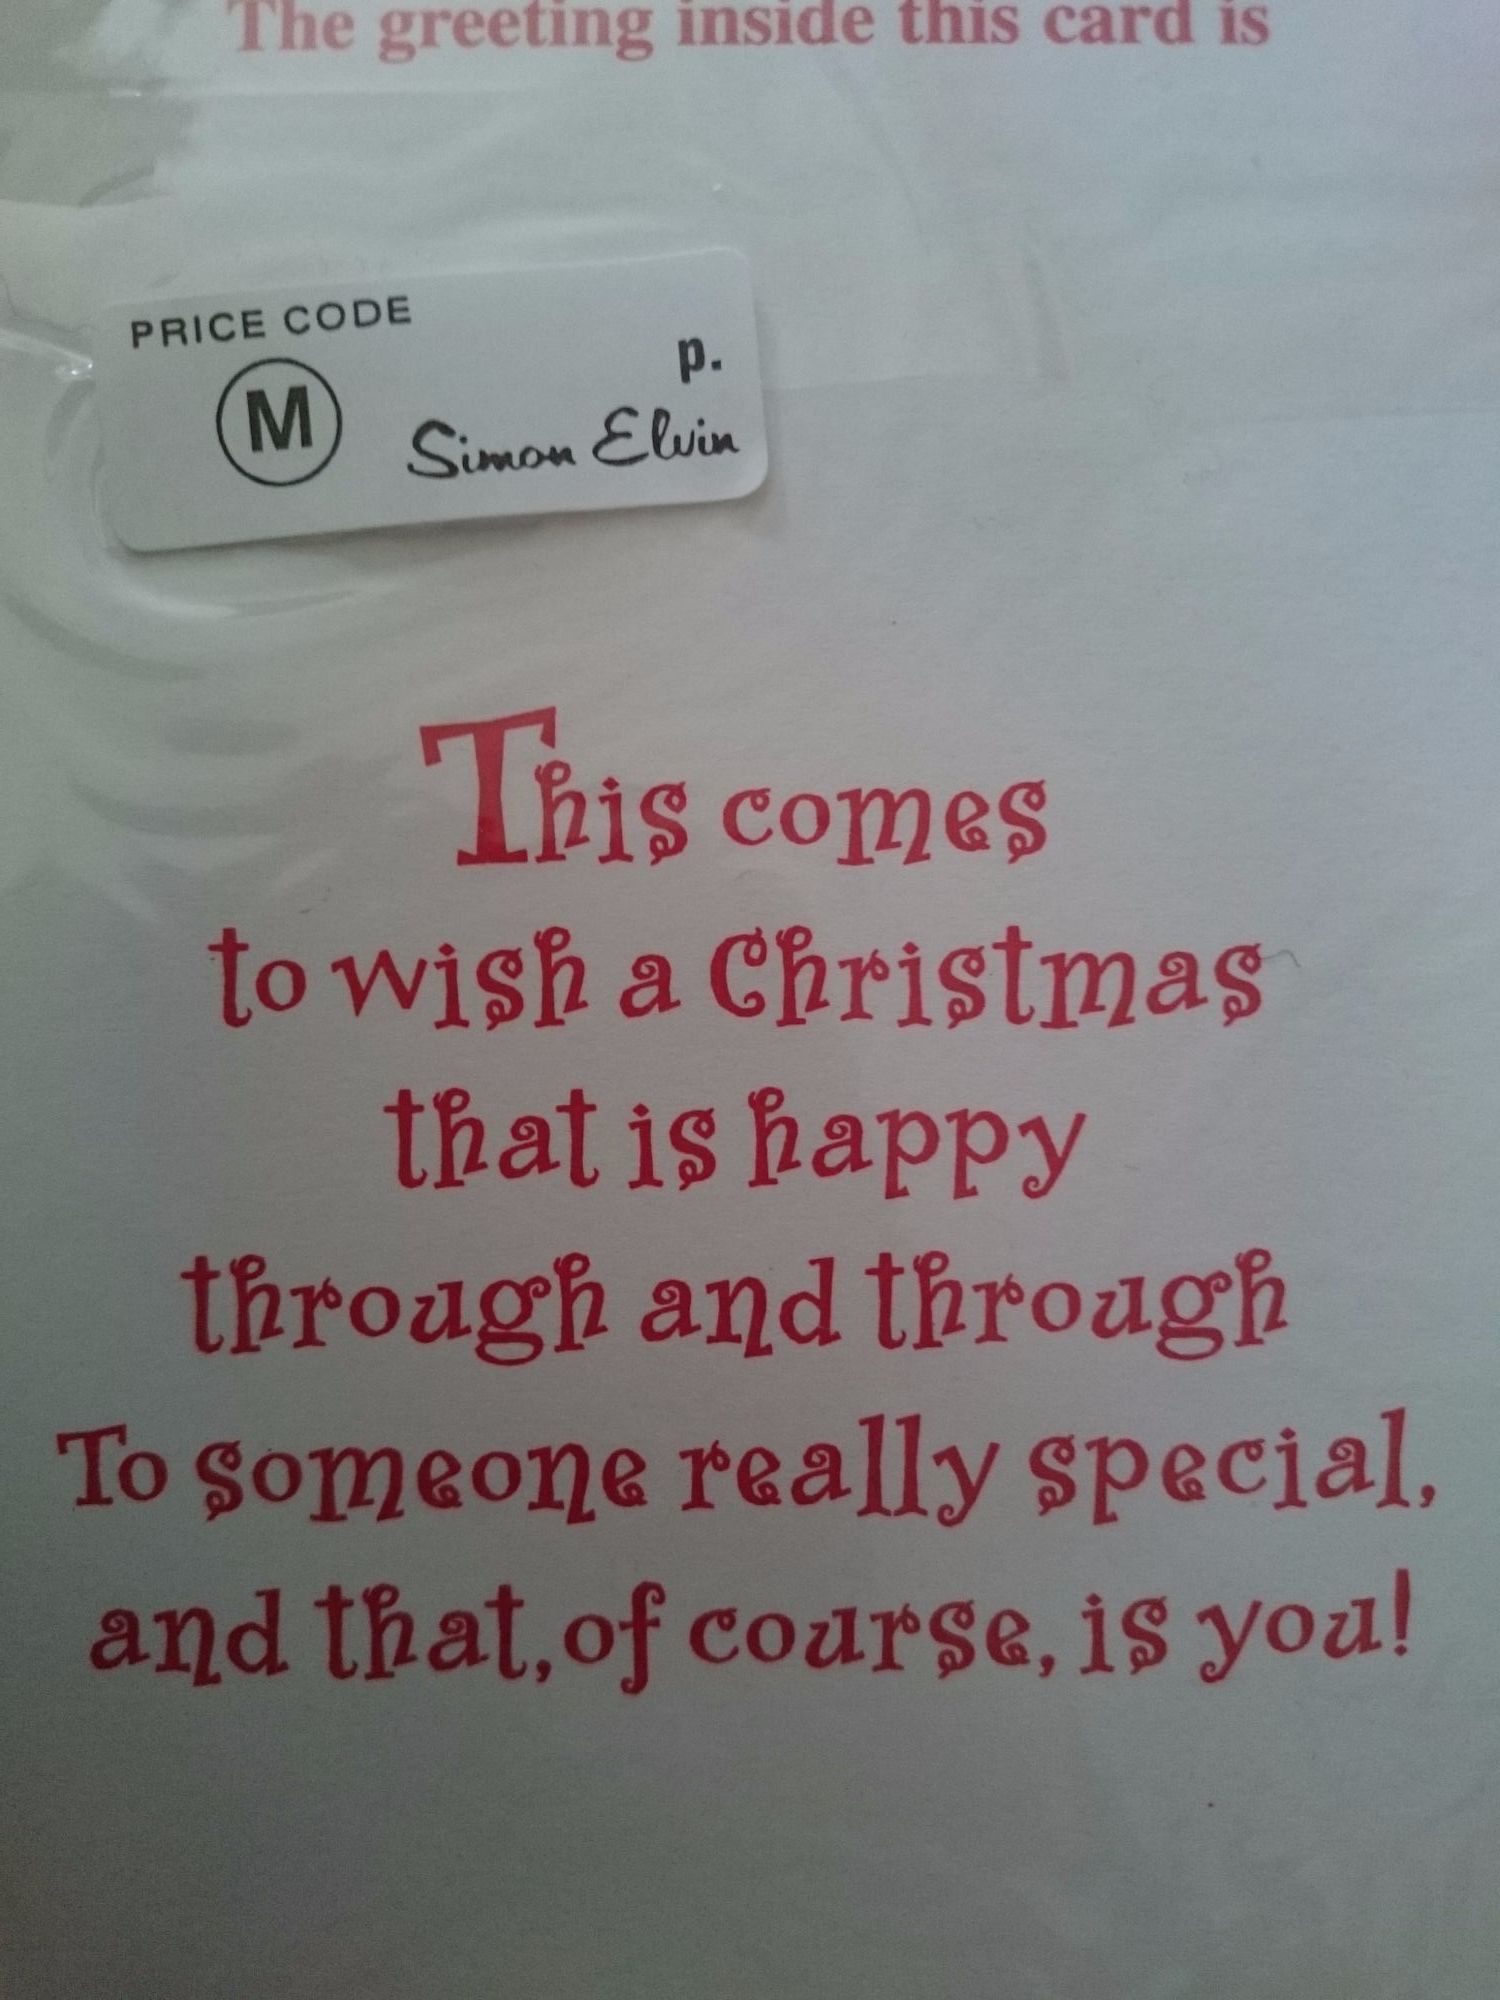 The greeting inside this card is
PRICE CODE
p.
M
Simon Elvin
This comes
to wish a Christmas
that is happy
through and through
To someone really special,
and that, of course, is you!